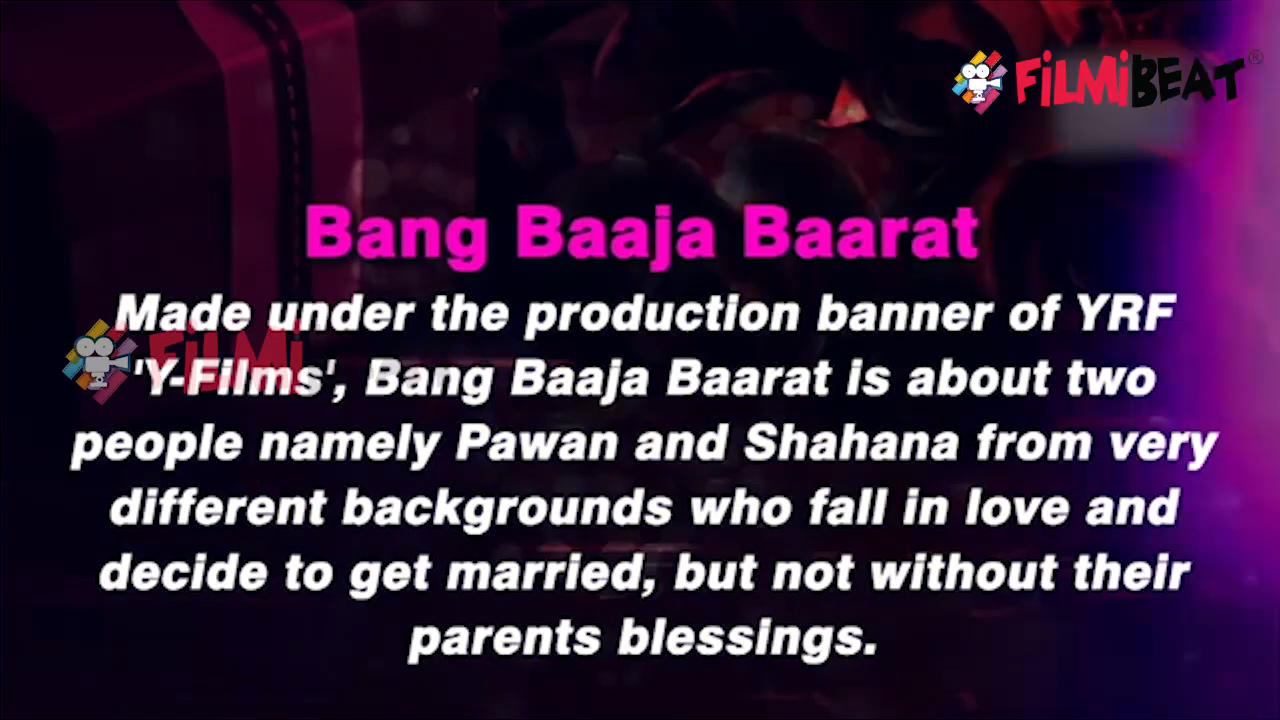 FiLMiBEAT®
Bang Baaja Baarat
Made under the production banner of YRF
'Y-Films', Bang Baaja Baarat is about two
people namely Pawan and Shahana from very
different backgrounds who fall in love and
decide to get married, but not without their
parents blessings.
FiLMi